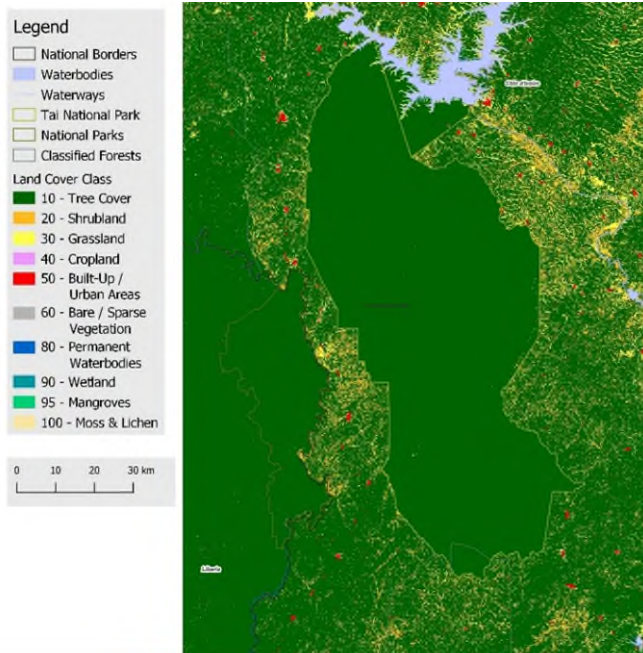 Legend
National Borders
Waterbodies
Waterways
Tai National Park
National Parks
Classified Forests
Land Cover Class
10 - Tree Cover
20 - Shrubland
30 - Grassland
40 - Cropland
50 - Built-Up /
Urban Areas
60 - Bare / Sparse
Vegetation
80 - Permanent
Waterbodies
90 - Wetland
95 - Mangroves
100 - Moss & Lichen
0 10 20 30 km
Liberia